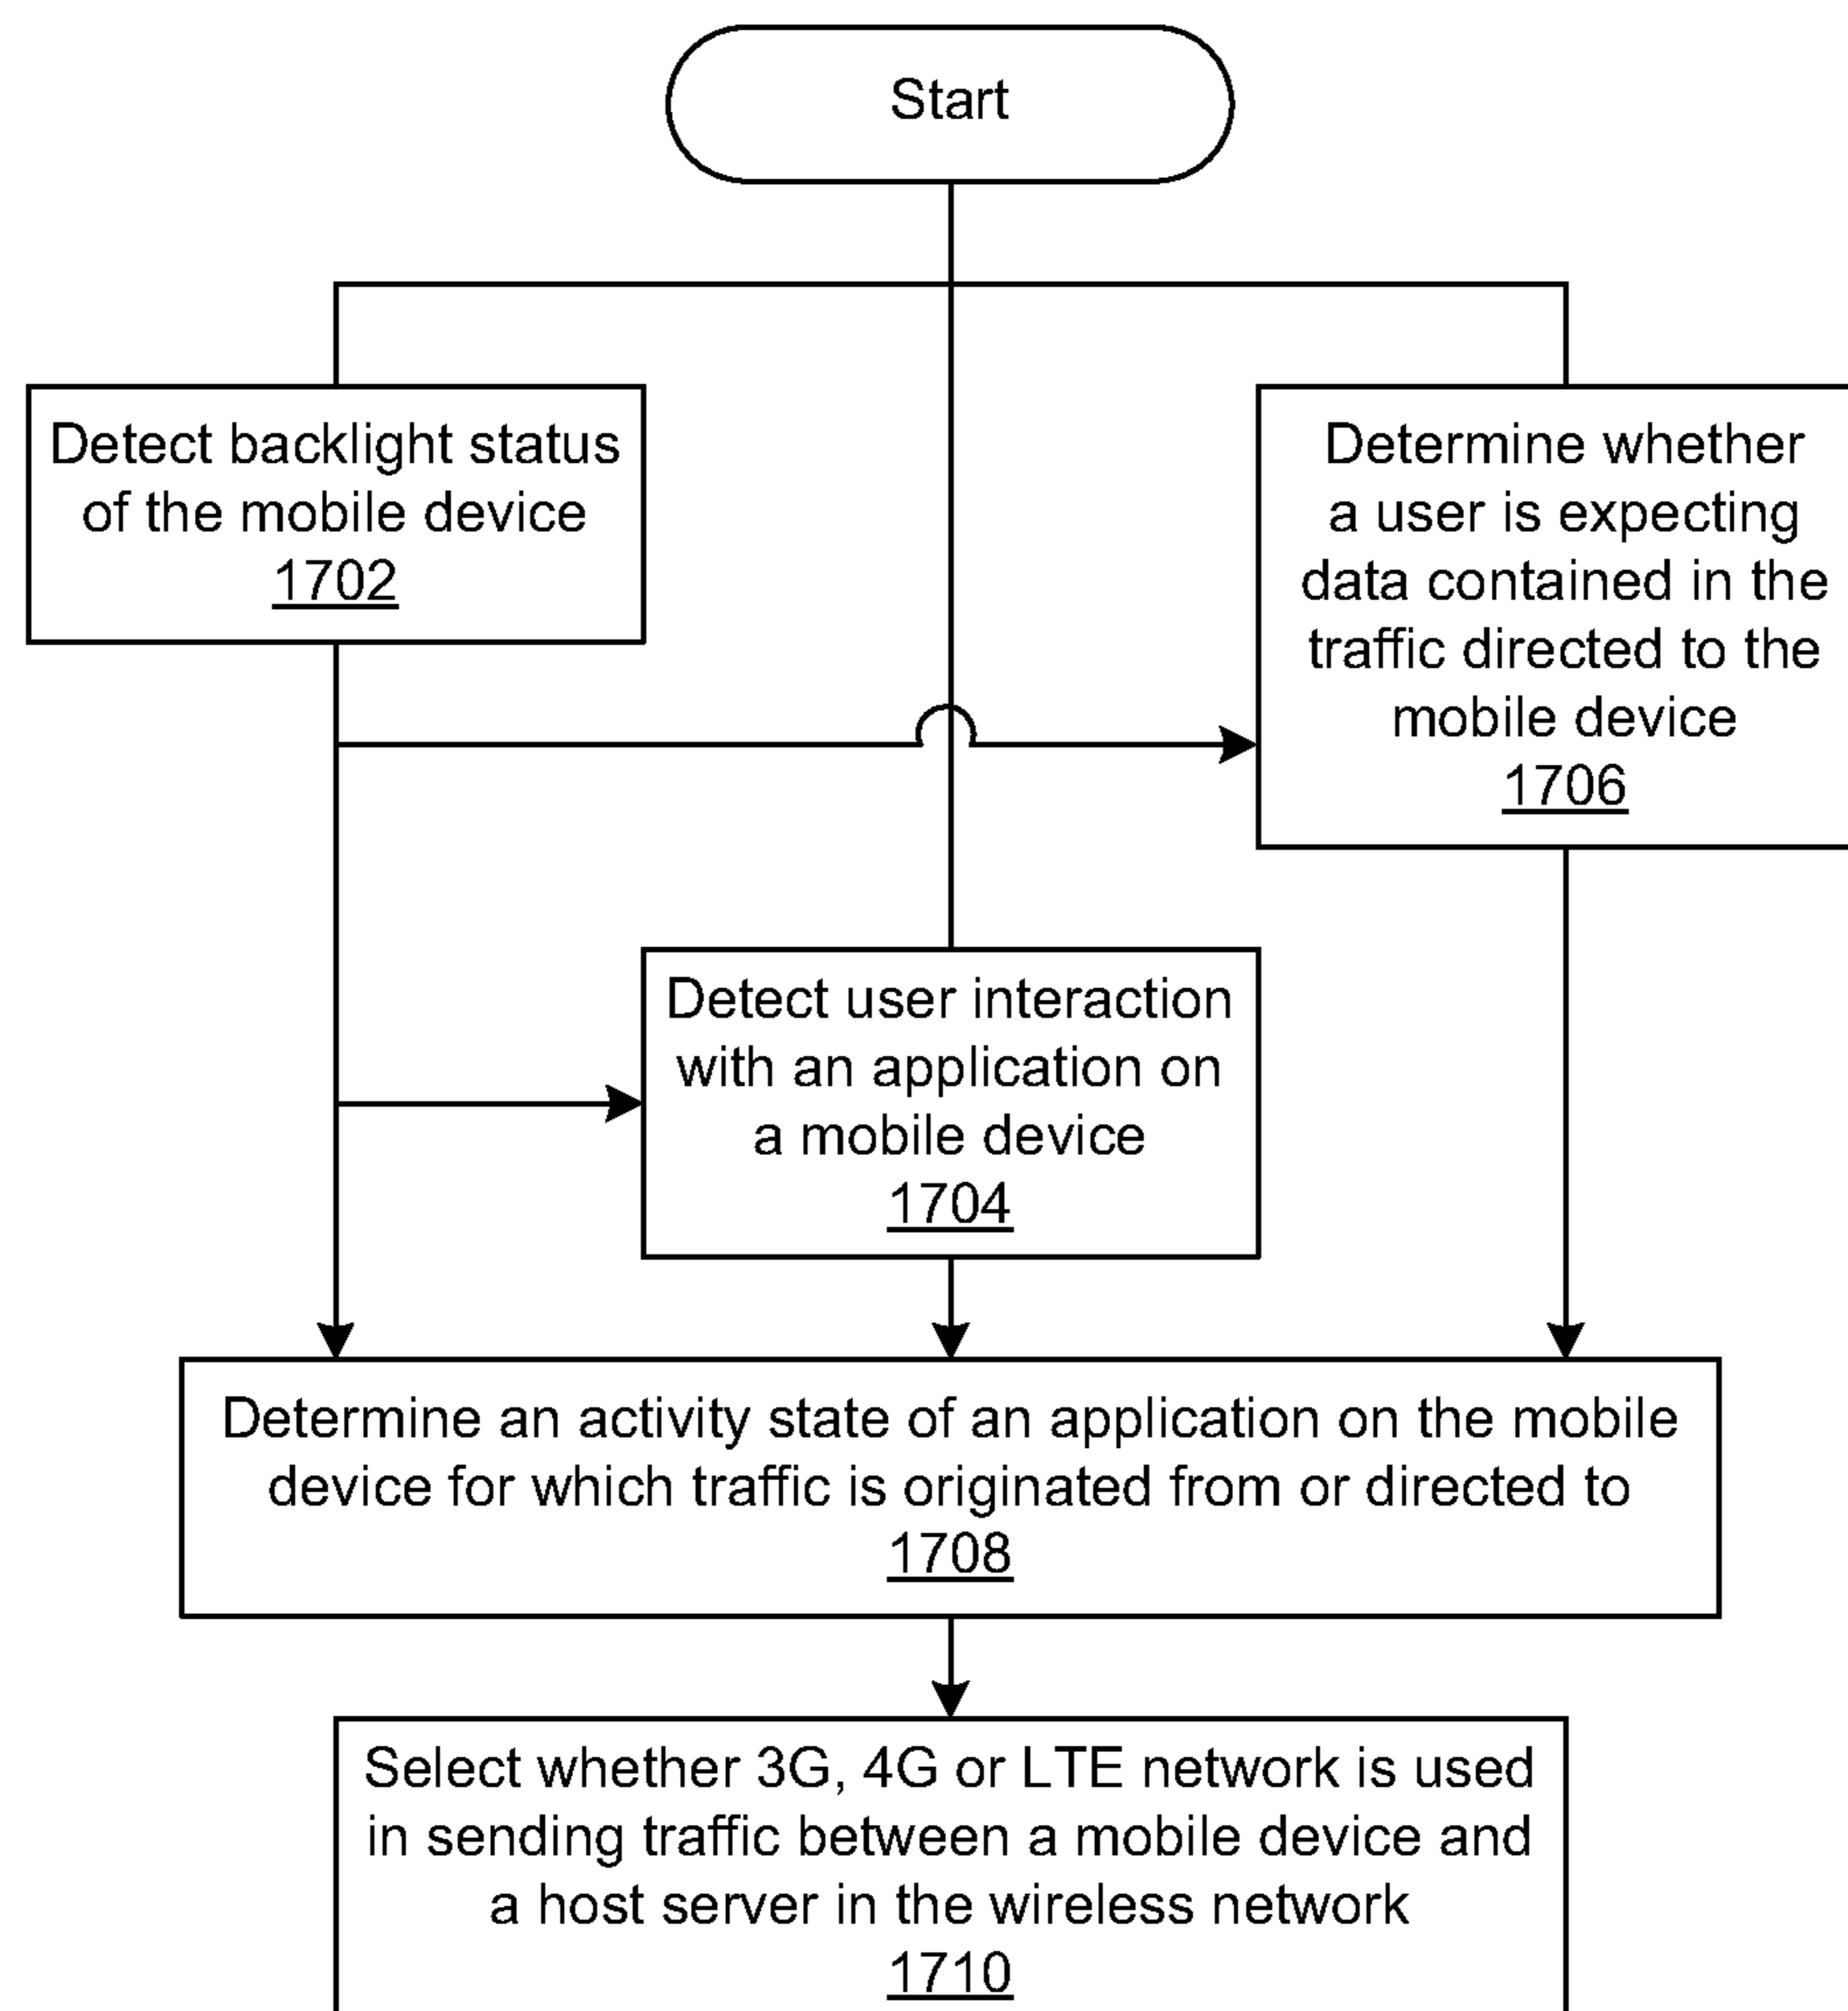 Start
Detect backlight status
of the mobile device
1702
Determine whether
a user is expecting
data contained in the
traffic directed to the
mobile device
1706
Detect user interaction
with an application on
a mobile device
1704
Determine an activity state of an application on the mobile
device for which traffic is originated from or directed to
1708
Select whether 3G, 4G or LTE network is used
in sending traffic between a mobile device and
a host server in the wireless network
1710